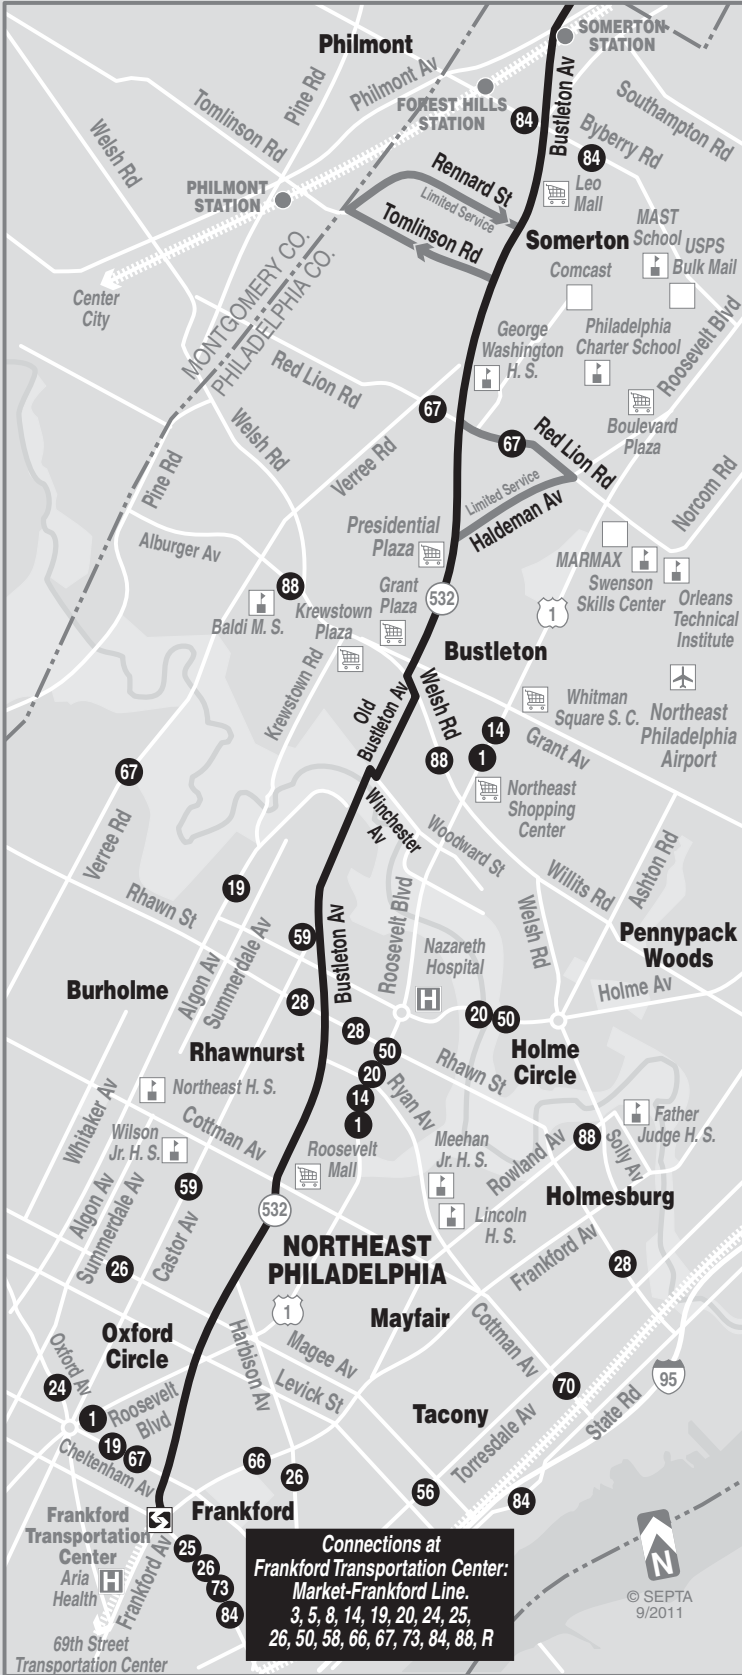 SOMERTON
STATION
Philmont
Pine Rd
Philmont Av
Bustleton Av
Tomlinson Rd
FOREST HILLS
STATION
84
Southampton Rd
Byberry Rd
84
Welsh Rd
Rennard St
Limited Service
Tomlinson Rd
Leo
Mall
PHILMONT
STATION
MAST
School
USPS
Bulk Mail
Somerton
Comcast
Center
City
MONTGOMERY CO.
PHILADELPHIA CO.
George
Washington
H. S.
Philadelphia
Charter School
Roosevelt Blvd
Red Lion Rd
67
Boulevard
Plaza
Welsh Rd
Verree Rd
67
Red Lion Rd
Pine Rd
Limited Service
Haldeman Av
Norcom Rd
Presidential
Plaza
Alburger Av
MARMAX
Swenson
Skills Center
Orleans
Technical
Institute
88
Baldi M. S.
Grant
Plaza
Krewstown
Plaza
532
1
Bustleton
Krewstown Rd
Old
Bustleton Av
Welsh Rd
Whitman
Square S. C.
Northeast
Philadelphia
Airport
14
Grant Av
1
88
67
Northeast
Shopping
Center
Winchester
Av
Verree Rd
Woodward St
Willits Rd
Ashton Rd
19
Rhawn St
Roosevelt Blvd
Welsh Rd
Algon Av
Summerdale Av
59
Bustleton Av
Nazareth
Hospital
H
Pennypack
Woods
Burholme
28
Holme Av
20
50
28
Rhawnurst
50
20
14
1
Rhawn St
Holme
Circle
Whitaker Av
Northeast H. S.
Ryan Av
Cottman Av
Wilson
Jr. H. S.
Roosevelt
Mall
Meehan
Jr. H. S.
Rowland Av
88
Solly Av
Father
Judge H. S.
Algon Av
Summerdale Av
59
Castor Av
532
Holmesburg
Lincoln
H. S.
26
NORTHEAST
PHILADELPHIA
Frankford Av
28
1
Mayfair
Oxford
Circle
Harbison Av
Magee Av
Cottman Av
Oxford Av
Levick St
95
24
1
Roosevelt
Blvd
70
Tacony
State Rd
19
67
Cheltenham Av
Torresdale Av
66
26
56
84
Frankford
Transportation
Center
Frankford
25
26
73
84
Aria
Health
H
Frankford Av
69th Street
Transportation Center
Connections at
Frankford Transportation Center:
Market-Frankford Line.
3, 5, 8, 14, 19, 20, 24, 25,
26, 50, 58, 66, 67, 73, 84, 88, R
N
© SEPTA
9/2011